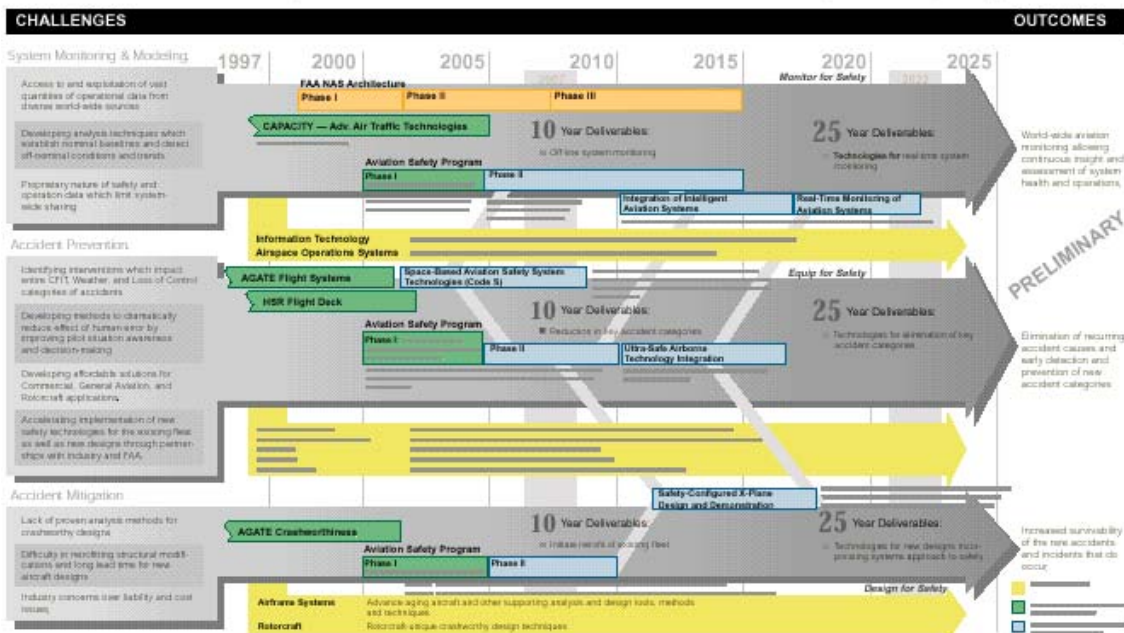 CHALLENGES
OUTCOMES
System Monitoring & Modeling
1997
2000
2005
2010
2015
2020
2025
2007
2022
Monitor for Safety
Access to and exploitation of vast
quantities of operational data from
diverse world-wide sources
FAA NAS Architecture
Phase I
Phase II
Phase III
CAPACITY — Adv. Air Traffic Technologies
Developing analysis techniques which
establish nominal baselines and detect
off-nominal conditions and trends
10 Year Deliverables:
Off-line system monitoring
25 Year Deliverables:
Technologies for real-time system
monitoring
World-wide aviation
monitoring allowing
continuous insight and
assessment of system
health and operations,
Aviation Safety Program
Phase I
Phase II
Proprietary nature of safety and
operation data which limit system-
wide sharing
Integration of Intelligent
Aviation Systems
Real-Time Monitoring of
Aviation Systems
PRELIMINARY
Information Technology
Airspace Operations Systems
Accident Prevention
Identifying interventions which impact
entire CFIT, Weather, and Loss of Control
categories of accidents
AGATE Flight Systems
Space-Based Aviation Safety System
Technologies (Code S)
Equip for Safety
HSR Flight Deck
Developing methods to dramatically
reduce effect of human error by
improving pilot situation awareness
and decision-making
10 Year Deliverables:
Reduction in key accident categories
25 Year Deliverables:
Technologies for elimination of key
accident categories
Elimination of recurring
accident causes and
early detection and
prevention of new
accident categories
Aviation Safety Program
Phase I
Phase II
Ultra-Safe Airborne
Technology Integration
Developing affordable solutions for
Commercial, General Aviation, and
Rotorcraft applications.
Accelerating implementation of new
safety technologies for the existing fleet
as well as new designs through partner-
ships with industry and FAA.
Accident Mitigation
Safety-Configured X-Plane
Design and Demonstration
Lack of proven analysis methods for
crashworthy designs
AGATE Crashworthiness
10 Year Deliverables:
Initiate retrofit of existing fleet
25 Year Deliverables:
Technologies for new designs incor-
porating systems approach to safety
Increased survivability
of the rare accidents
and incidents that do
occur,
Difficulty in retrofitting structural modifi-
cations and long lead time for new
aircraft designs
Aviation Safety Program
Phase I
Phase II
Design for Safety
Industry concerns over liability and cost
issues,
Airframe Systems
Advance aging aircraft and other supporting analysis and design tools, methods
and techniques
Rotorcraft
Rotorcraft-unique crashworthy design techniques